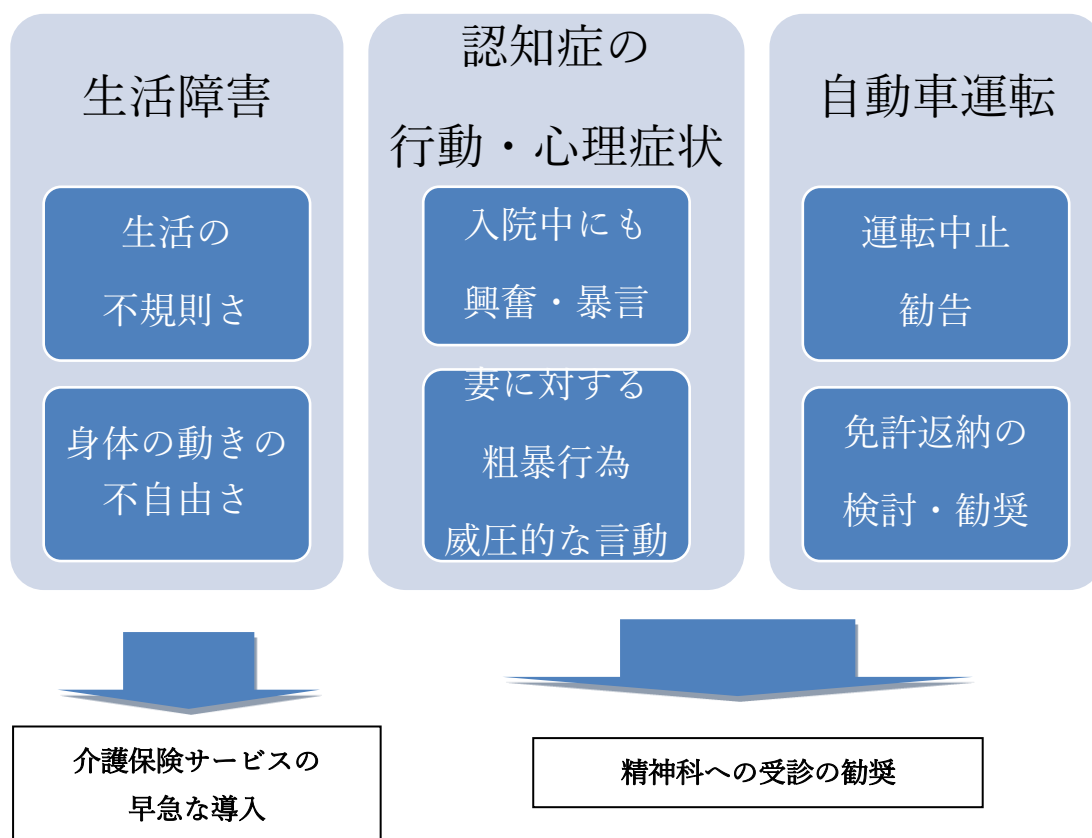 生活障害
生活の
不規則さ
身体の動きの
不自由さ
認知症の
行動・心理症状
入院中にも
興奮・暴言
妻に対する
粗暴行為
威圧的な言動
自動車運転
運転中止
勧告
免許返納の
検討・勧奨
介護保険サービスの
早急な導入
精神科への受診の勧奨